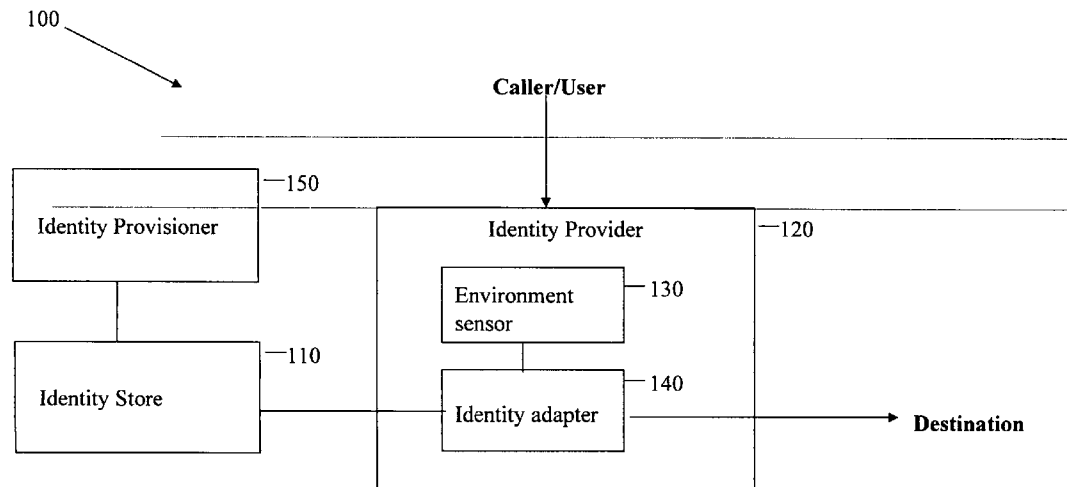 100
Caller/User
150
Identity Provisioner
Identity Provider
120
Environment
sensor
130
110
Identity Store
140
Identity adapter
Destination